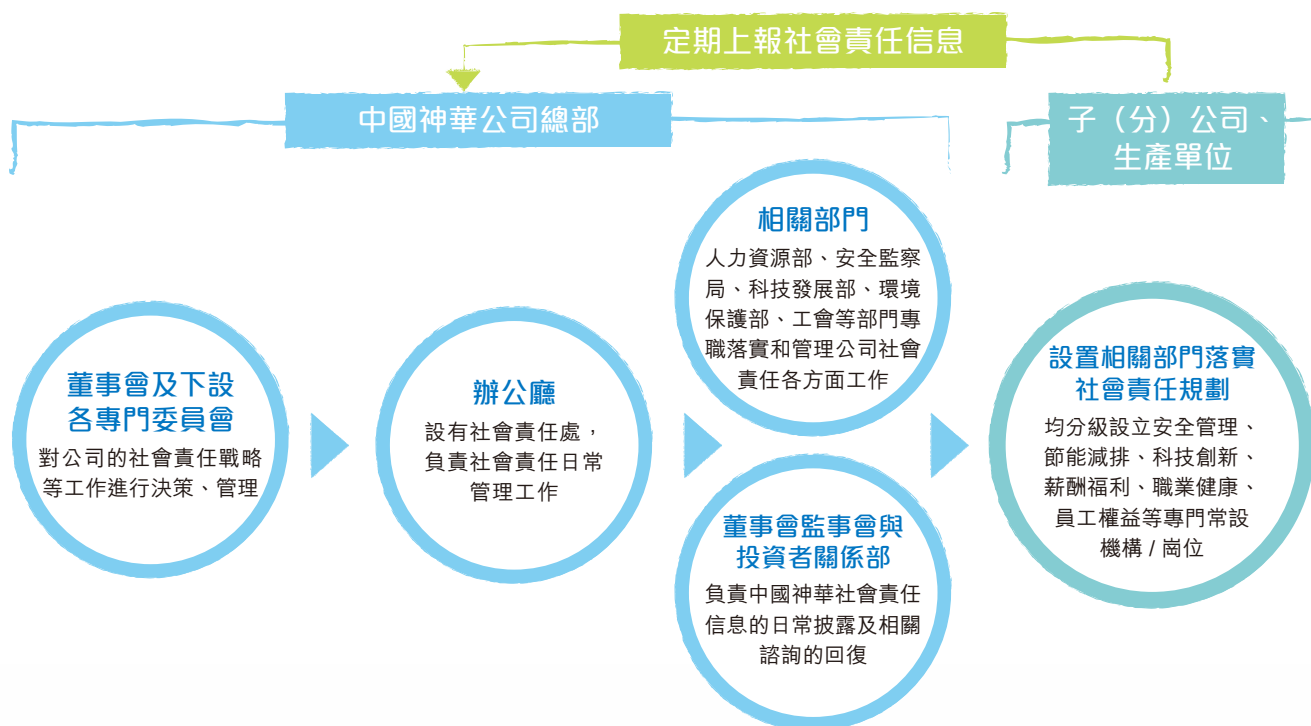 定期上報社會責任信息
中國神華公司總部
子（分）公司、
生產單位
董事會及下設
各專門委員會
對公司的社會責任戰略
等工作進行決策、管理
辦公廳
設有社會責任處，
負責社會責任日常
管理工作
相關部門
人力資源部、安全監察
局、科技發展部、環境
保護部、工會等部門專
職落實和管理公司社會
責任各方面工作
董事會監事會與
投資者關係部
負責中國神華社會責任
信息的日常披露及相關
諮詢的回復
設置相關部門落實
社會責任規劃
均分級設立安全管理、
節能減排、科技創新、
薪酬福利、職業健康、
員工權益等專門常設
機構 / 崗位